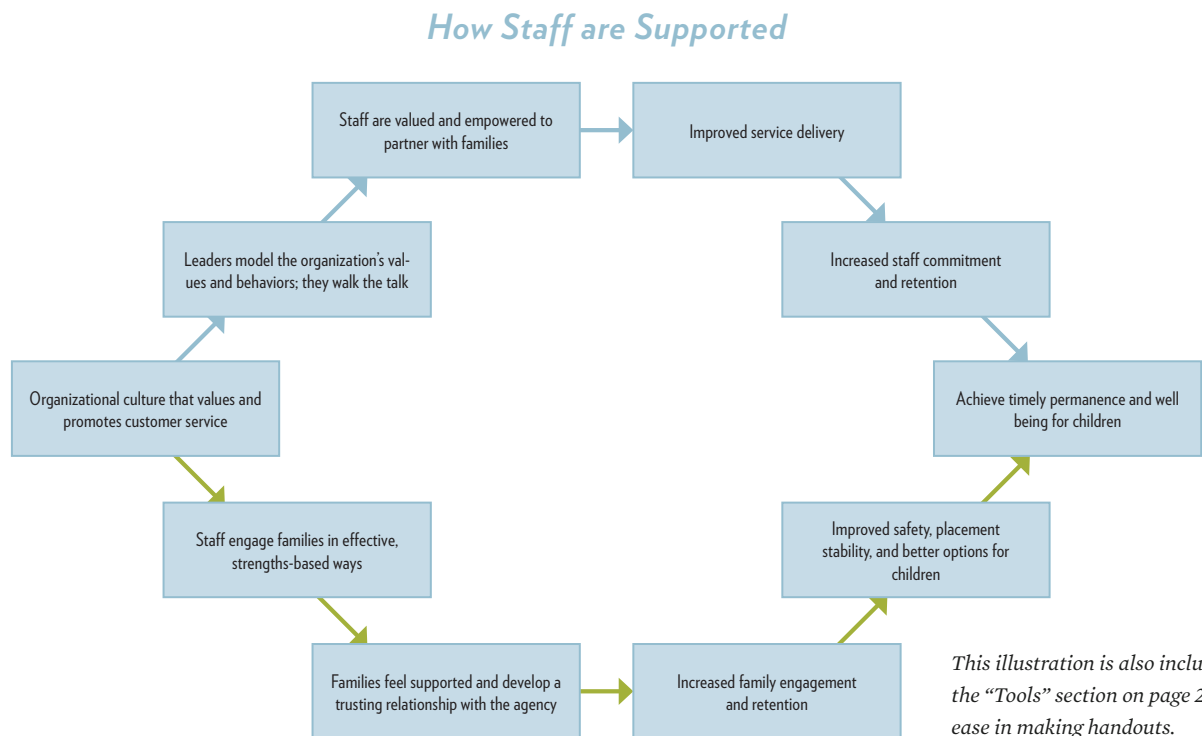 How Staff are Supported
Staff are valued and empowered to
partner with families
Improved service delivery
Leaders model the organization's val-
ues and behaviors; they walk the talk
Increased staff commitment
and retention
Organizational culture that values and
promotes customer service
Achieve timely permanence and well
being for children
Staff engage families in effective,
strengths-based ways
Improved safety, placement
stability, and better options for
children
Families feel supported and develop a
trusting relationship with the agency
Increased family engagement
and retention
This illustration is also
the “Tools” section on page
ease in making handouts.